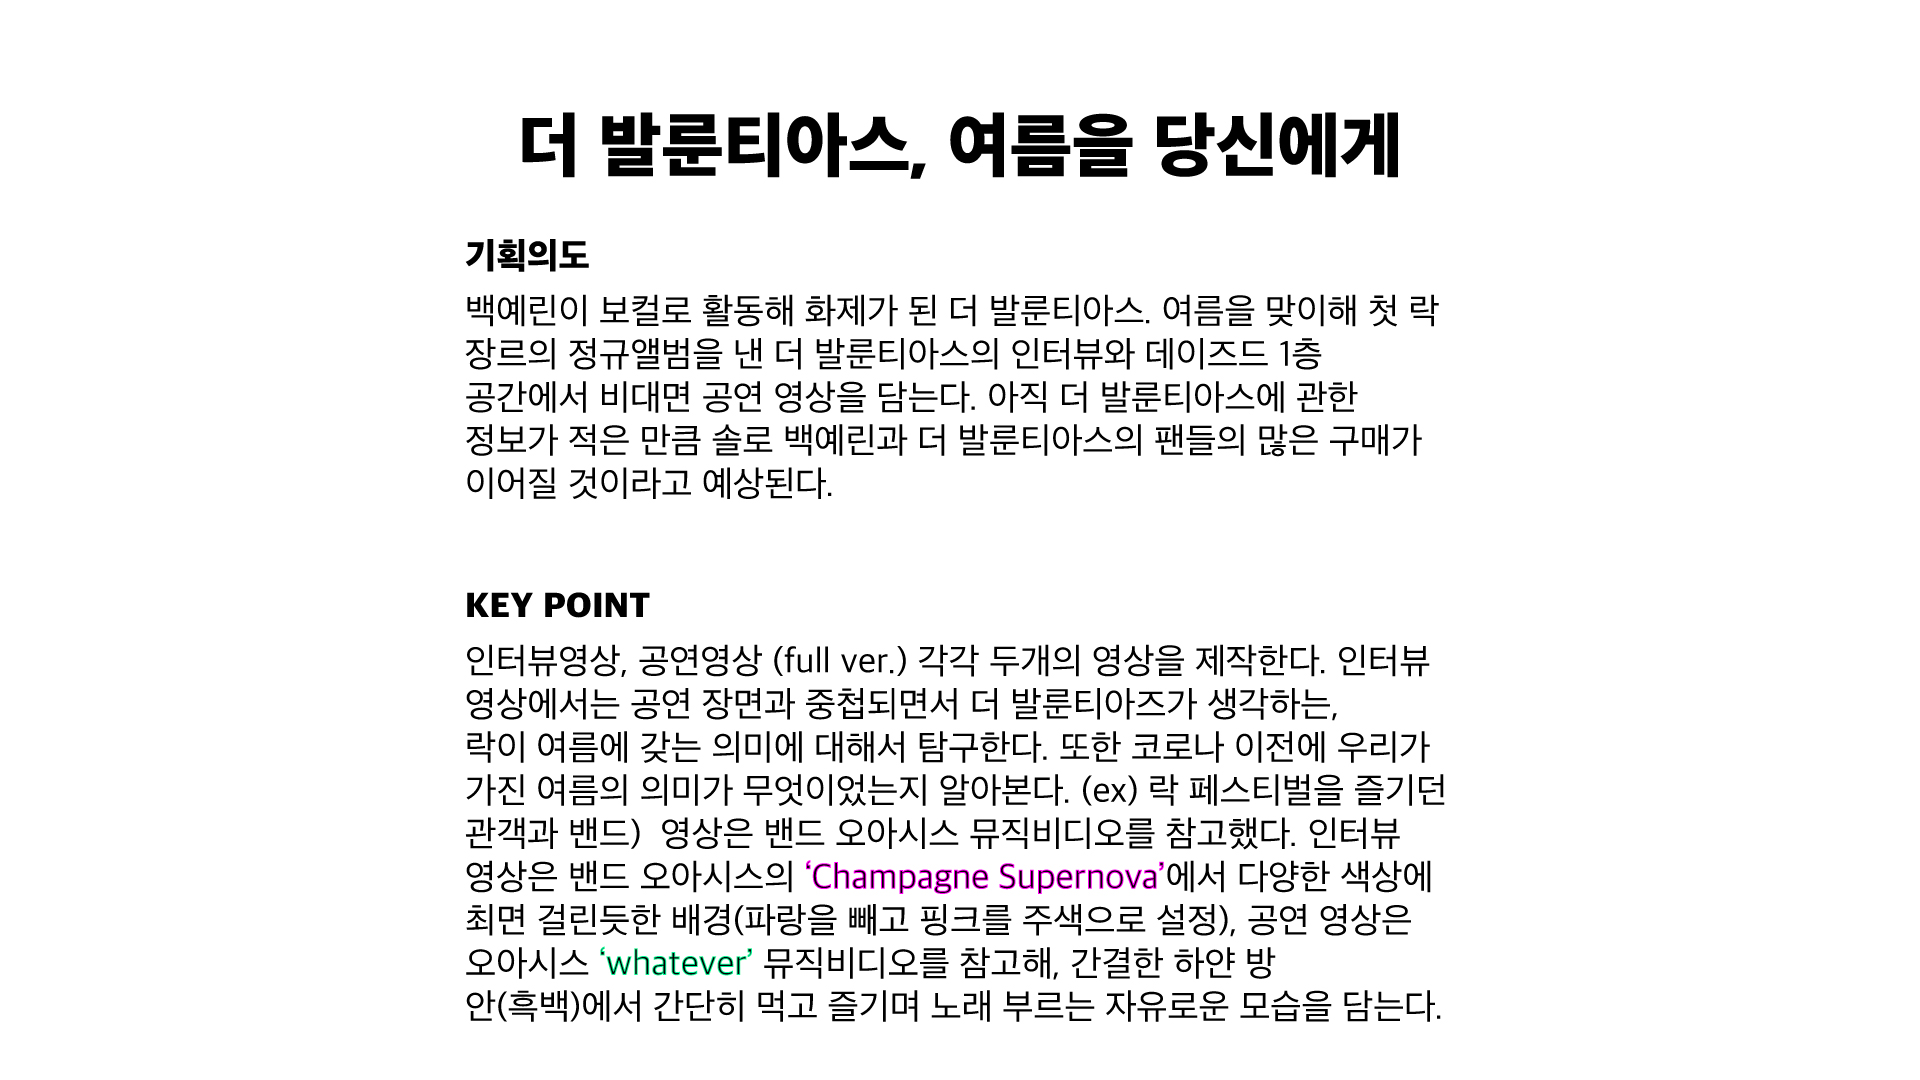 더 발룬티아스, 여름을 당신에게
기획의도
백예린이 보컬로 활동해 화제가 된 더 발룬티아스. 여름을 맞이해 첫 락
장르의 정규앨범을 낸 더 발룬티아스의 인터뷰와 데이즈드 1층
공간에서 비대면 공연 영상을 담는다. 아직 더 발룬티아스에 관한
정보가 적은 만큼 솔로 백예린과 더 발룬티아스의 팬들의 많은 구매가
이어질 것이라고 예상된다.
KEY POINT
인터뷰영상, 공연영상 (full ver.) 각각 두개의 영상을 제작한다. 인터뷰
영상에서는 공연 장면과 중첩되면서 더 발룬티아즈가 생각하는,
락이 여름에 갖는 의미에 대해서 탐구한다. 또한 코로나 이전에 우리가
가진 여름의 의미가 무엇이었는지 알아본다. (ex) 락 페스티벌을 즐기던
관객과 밴드)  영상은 밴드 오아시스 뮤직비디오를 참고했다. 인터뷰
영상은 밴드 오아시스의 ‘Champagne Supernova’에서 다양한 색상에
최면 걸린듯한 배경(파랑을 빼고 핑크를 주색으로 설정), 공연 영상은
오아시스 ‘whatever’ 뮤직비디오를 참고해, 간결한 하얀 방
안(흑백)에서 간단히 먹고 즐기며 노래 부르는 자유로운 모습을 담는다.